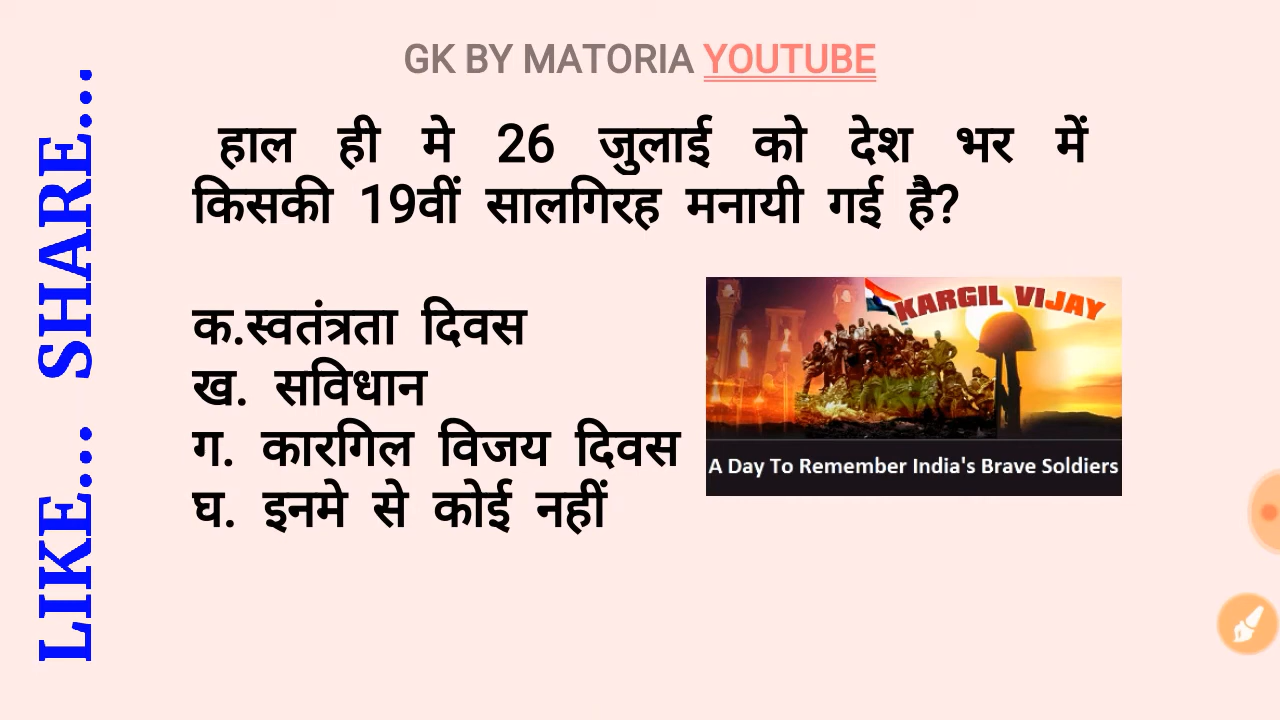 GK BY MATORIA YOUTUBE
हाल ही मे 26 जुलाई को देश भर में
किसकी 19वीं सालगिरह मनायी गई है?
क.स्वतंत्रता दिवस
ख. सविधान
ग. कारगिल विजय दिवस
घ. इनमे से कोई नहीं
KARGIL VIJAY
A Day To Remember India's Brave Soldiers
LIKE... SHARE...